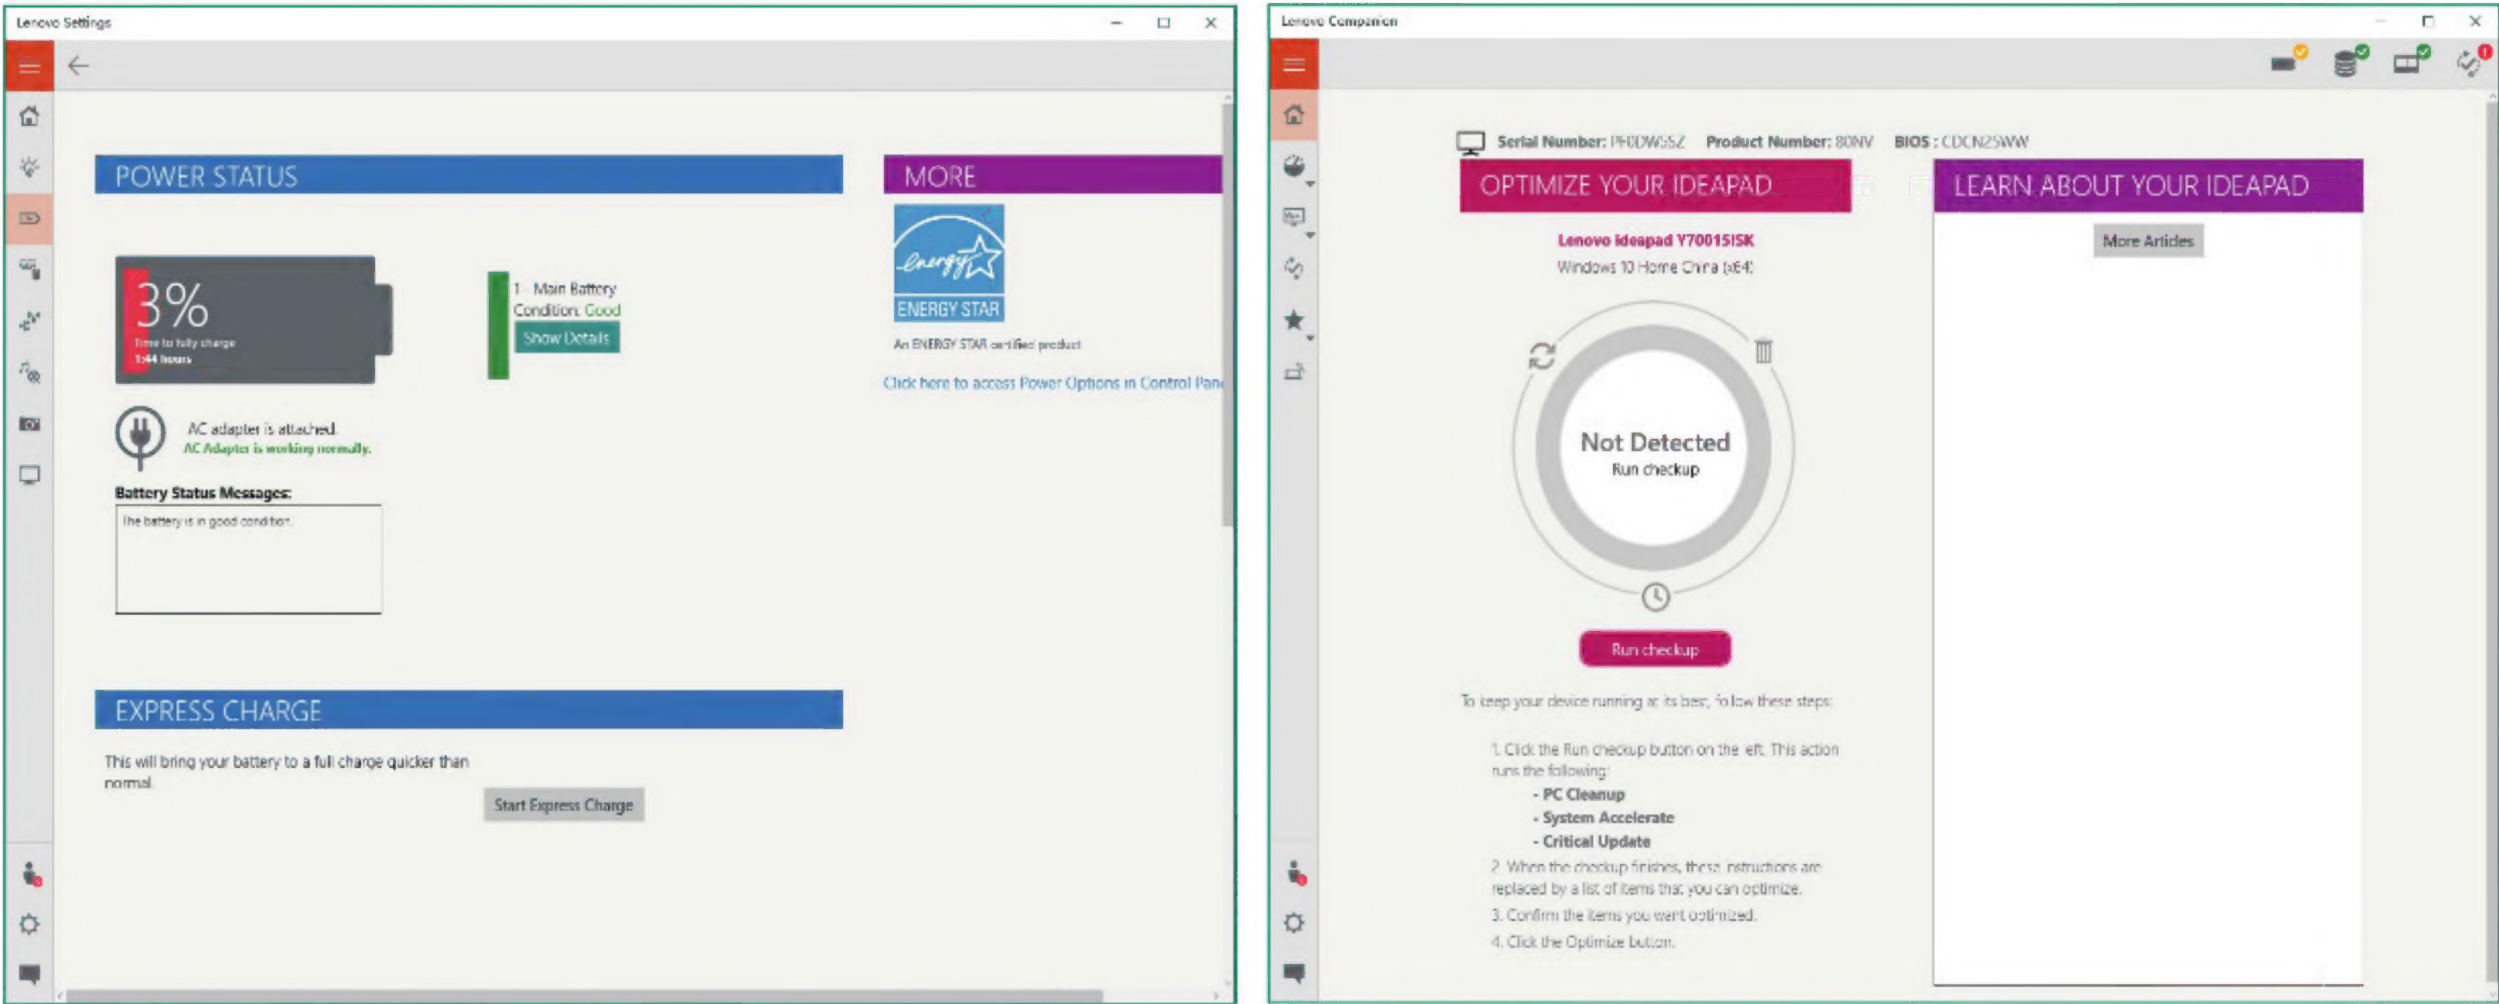 Lenovo Settings
POWER STATUS
3%
Time to fully charge
1:44 hours
1 - Main Battery
Condition: Good
Show Details
AC adapter is attached.
AC Adapter is working normally.
Battery Status Messages:
The battery is in good condition.
EXPRESS CHARGE
This will bring your battery to a full charge quicker than
normal.
Start Express Charge
MORE
energy
ENERGY STAR
An ENERGY STAR certified product
Click here to access Power Options in Control Pane
Lenovo Companion
Serial Number: Product Number: 80NV BIOS : CDCN25WW
OPTIMIZE YOUR IDEAPAD
Lenovo Ideapad Y70015ISK
Windows 10 Home China (x64)
Not Detected
Run checkup
Run checkup
To keep your device running at its best, follow these steps:
1. Click the Run checkup button on the left. This action
runs the following:
- PC Cleanup
- System Accelerate
- Critical Update
2. When the checkup finishes, these instructions are
replaced by a list of items that you can optimize.
3. Confirm the items you want optimized.
4. Click the Optimize button.
LEARN ABOUT YOUR IDEAPAD
More Articles